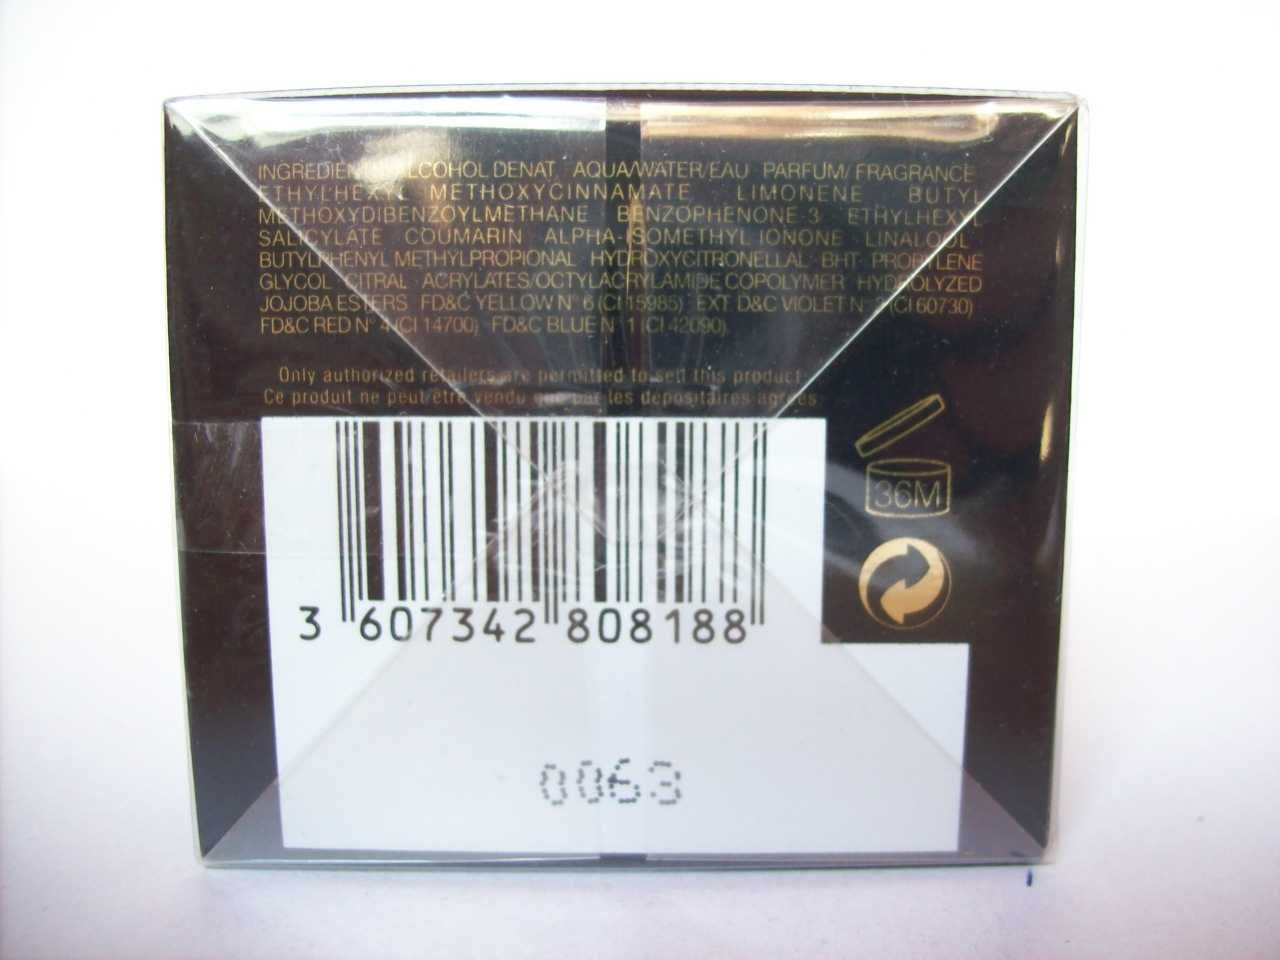 INGREDIENTS ALCOHOL DENAT. AQUA/WATER/EAU PARFUM/FRAGRANCE
ETHYLHEXYL METHOXYCINNAMATE LIMONENE BUTYL
METHOXYDIBENZOYLMETHANE BENZOPHENONE-3 ETHYLHEXYL
SALICYLATE COUMARIN ALPHA-ISOMETHYL IONONE LINALOOL
BUTYLPHENYL METHYLPROPIONAL HYDROXYCITRONELLAL BHT PROPYLENE
GLYCOL CITRAL ACRYLATES/OCTYLACRYLAMIDE COPOLYMER HYDROLYZED
JOJOBA ESTERS FD&C YELLOW N° 6 (CI 15985) EXT. D&C VIOLET N° 2 (CI 60730)
FD&C RED N° 4 (CI 14700) FD&C BLUE N° 1 (CI 42090).
Only authorized retailers are permitted to sell this product.
Ce produit ne peut être vendu que par les dépositaires agréés.
36M
3 607342 808188
0063